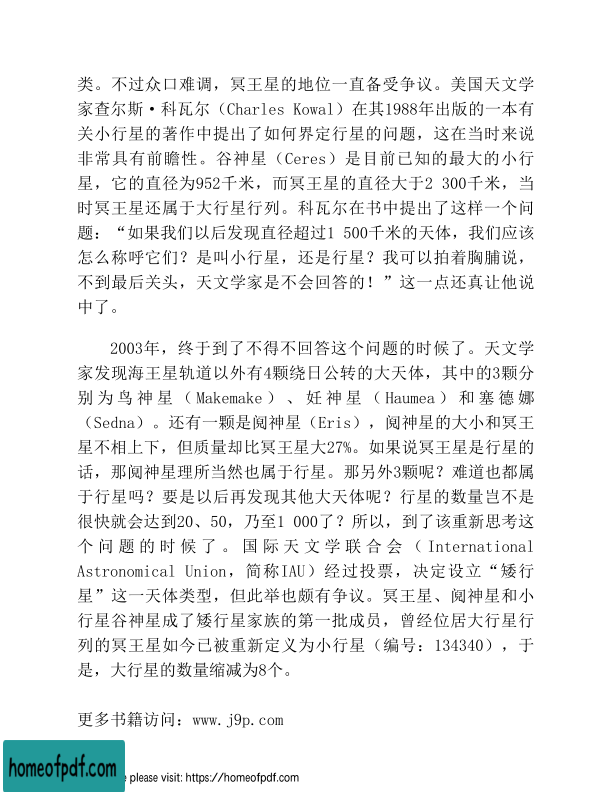 类。不过众口难调，冥王星的地位一直备受争议。美国天文学
家查尔斯·科瓦尔（Charles Kowal）在其1988年出版的一本有
关小行星的著作中提出了如何界定行星的问题，这在当时来说
非常具有前瞻性。谷神星（Ceres）是目前已知的最大的小行
星，它的直径为952千米，而冥王星的直径大于2 300千米，当
时冥王星还属于大行星行列。科瓦尔在书中提出了这样一个问
题：“如果我们以后发现直径超过1 500千米的天体，我们应该
怎么称呼它们？是叫小行星，还是行星？我可以拍着胸脯说，
不到最后关头，天文学家是不会回答的！”这一点还真让他说
中了。
2003年，终于到了不得不回答这个问题的时候了。天文学
家发现海王星轨道以外有4颗绕日公转的大天体，其中的3颗分
别为鸟神星（Makemake）、妊神星（Haumea）和塞德娜
（Sedna）。还有一颗是阋神星（Eris），阋神星的大小和冥王
星不相上下，但质量却比冥王星大27%。如果说冥王星是行星的
话，那阋神星理所当然也属于行星。那另外3颗呢？难道也都属
于行星吗？要是以后再发现其他大天体呢？行星的数量岂不是
很快就会达到20、50，乃至1 000了？所以，到了该重新思考这
个问题的时候了。国际天文学联合会（International
Astronomical Union，简称IAU）经过投票，决定设立“矮行
星”这一天体类型，但此举也颇有争议。冥王星、阋神星和小
行星谷神星成了矮行星家族的第一批成员，曾经位居大行星行
列的冥王星如今已被重新定义为小行星（编号：134340），于
是，大行星的数量缩减为8个。
更多书籍访问：www.j9p.com
homeofpdf.com
e please visit: https://homeofpdf.com